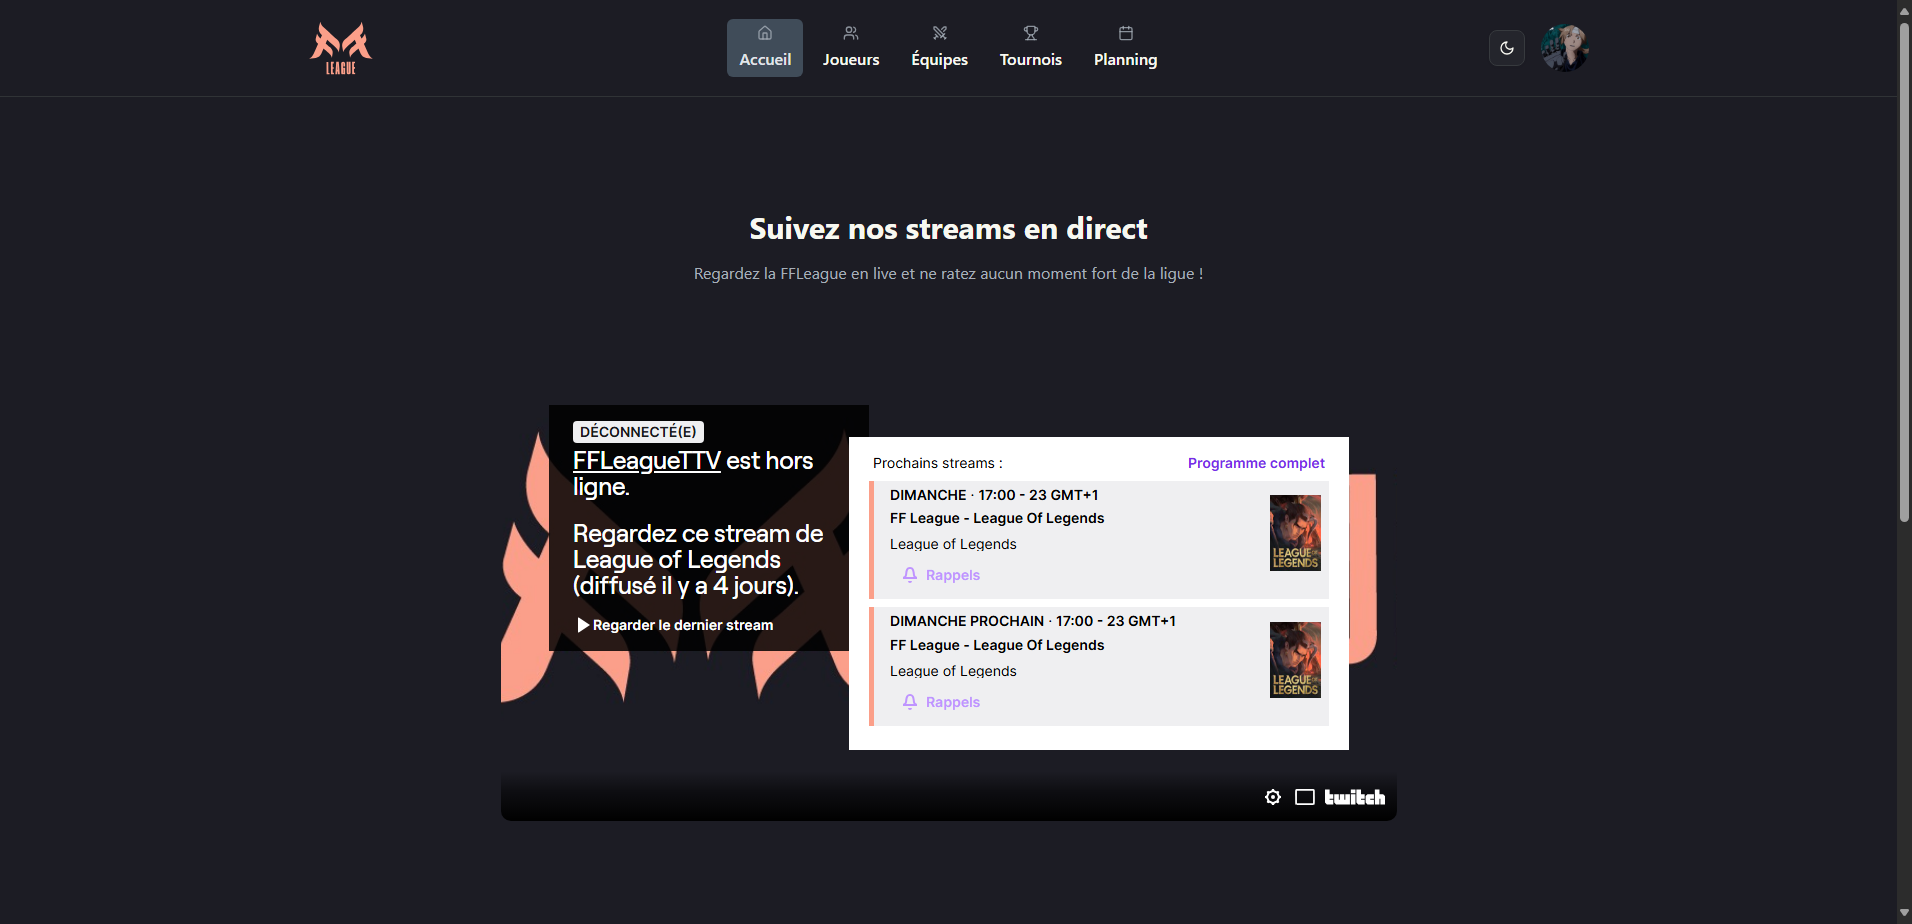 LEAGUE
Accueil
Joueurs
Équipes
Tournois
Planning
Suivez nos streams en direct
Regardez la FFLeague en live et ne ratez aucun moment fort de la ligue !
DÉCONNECTÉ(E)
FFLeagueTTV est hors
ligne.
Regardez ce stream de
League of Legends
(diffusé il y a 4 jours).
Regarder le dernier stream
Prochains streams :
Programme complet
DIMANCHE · 17:00 - 23 GMT+1
FF League - League Of Legends
League of Legends
Rappels
LEAGUE OF
LEGENDS
DIMANCHE PROCHAIN · 17:00 - 23 GMT+1
FF League - League Of Legends
League of Legends
Rappels
LEAGUE OF
LEGENDS
twitch